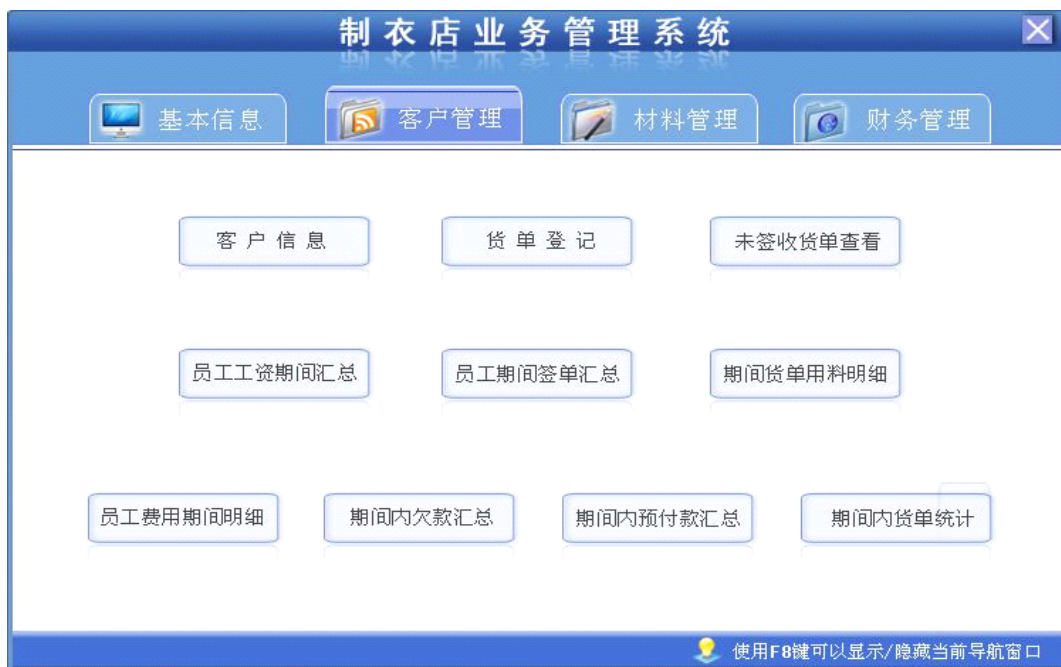 制衣店业务管理系统
基本信息 客户管理 材料管理 财务管理
客户信息 货单登记 未签收货单查看
员工工资期间汇总 员工期间签单汇总 期间货单用料明细
员工费用期间明细 期间内欠款汇总 期间内预付款汇总 期间内货单统计
使用F8键可以显示/隐藏当前导航窗口